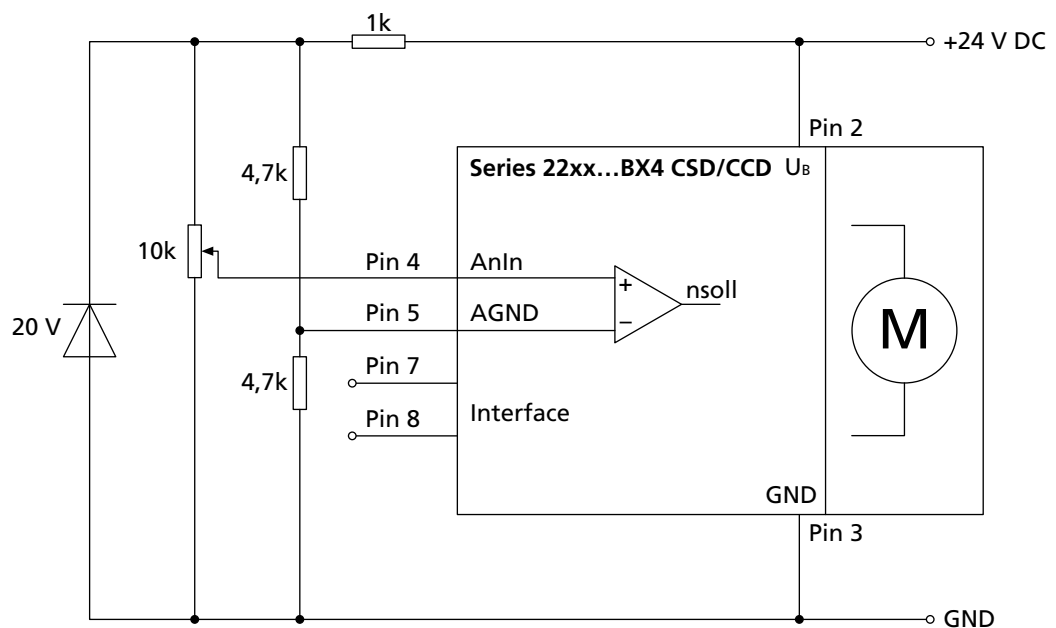 1k
+24 V DC
Pin 2
4,7k
Series 22xx...BX4 CSD/CCD UB
10k
Pin 4 AnIn
+
nsoll
20 V
Pin 5 AGND
–
M
4,7k
Pin 7
Pin 8
Interface
GND
Pin 3
GND